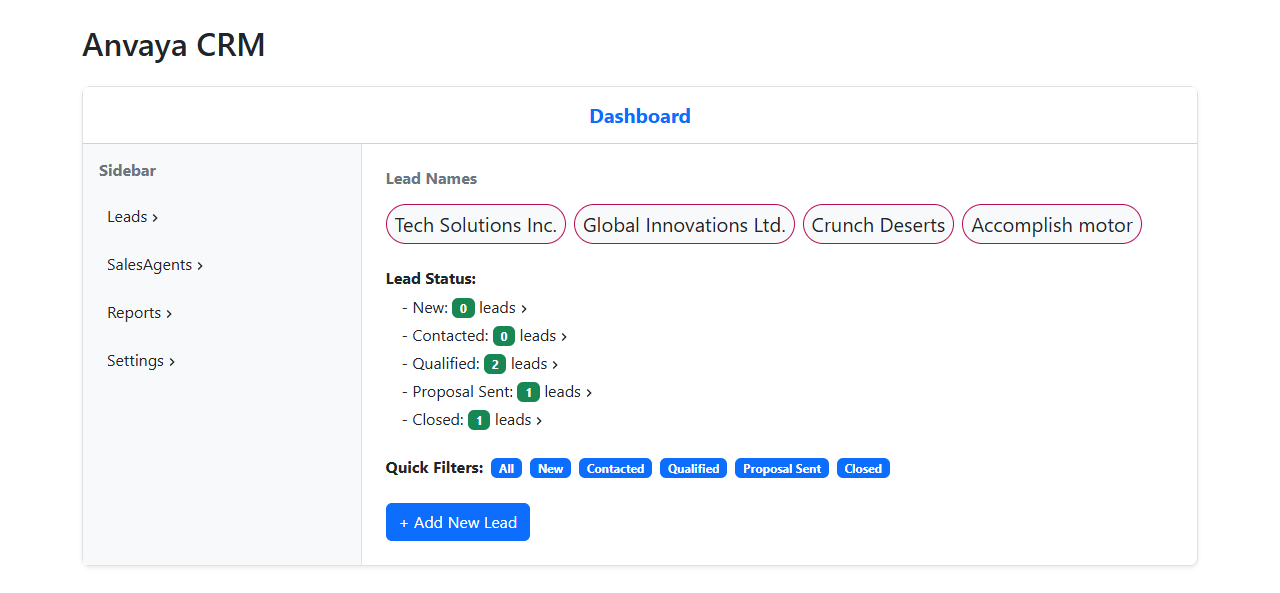 Anvaya CRM
Dashboard
Sidebar
Leads >
SalesAgents >
Reports >
Settings >
Lead Names
Tech Solutions Inc. Global Innovations Ltd. Crunch Deserts Accomplish motor
Lead Status:
- New: 0 leads >
- Contacted: 0 leads >
- Qualified: 2 leads >
- Proposal Sent: 1 leads >
- Closed: 1 leads >
Quick Filters: All New Contacted Qualified Proposal Sent Closed
+ Add New Lead